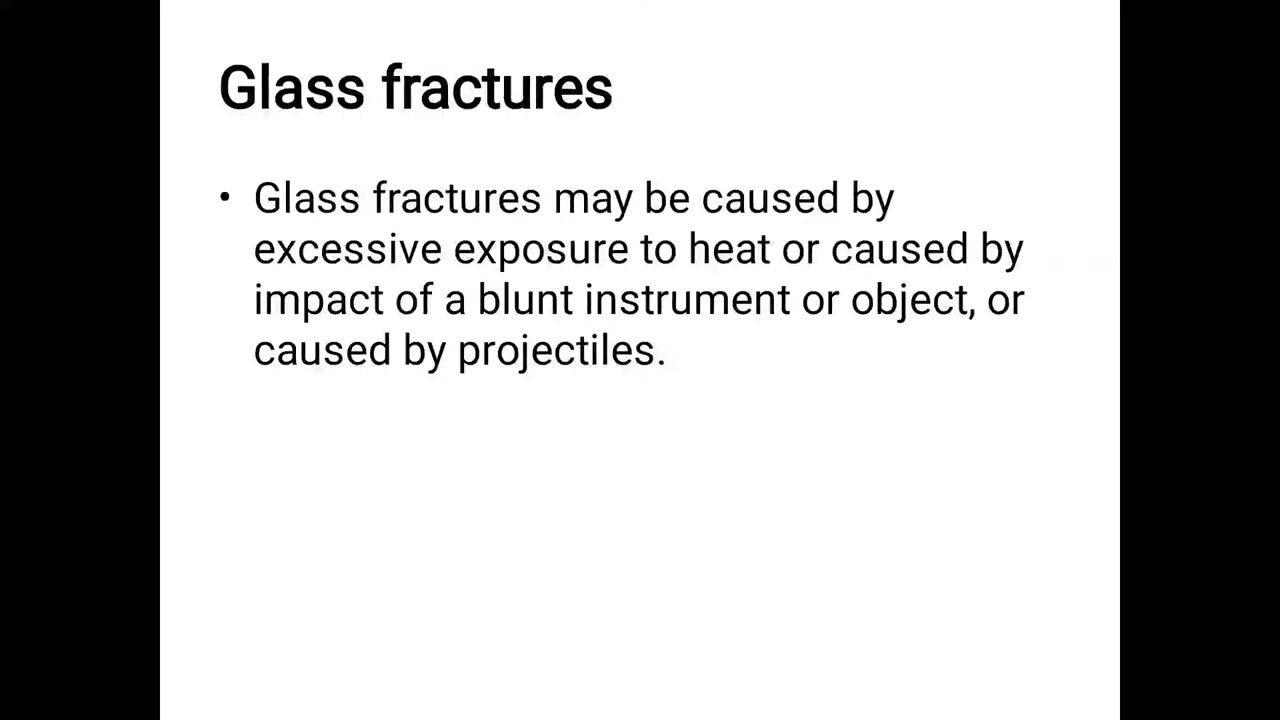 Glass fractures
• Glass fractures may be caused by
excessive exposure to heat or caused by
impact of a blunt instrument or object, or
caused by projectiles.